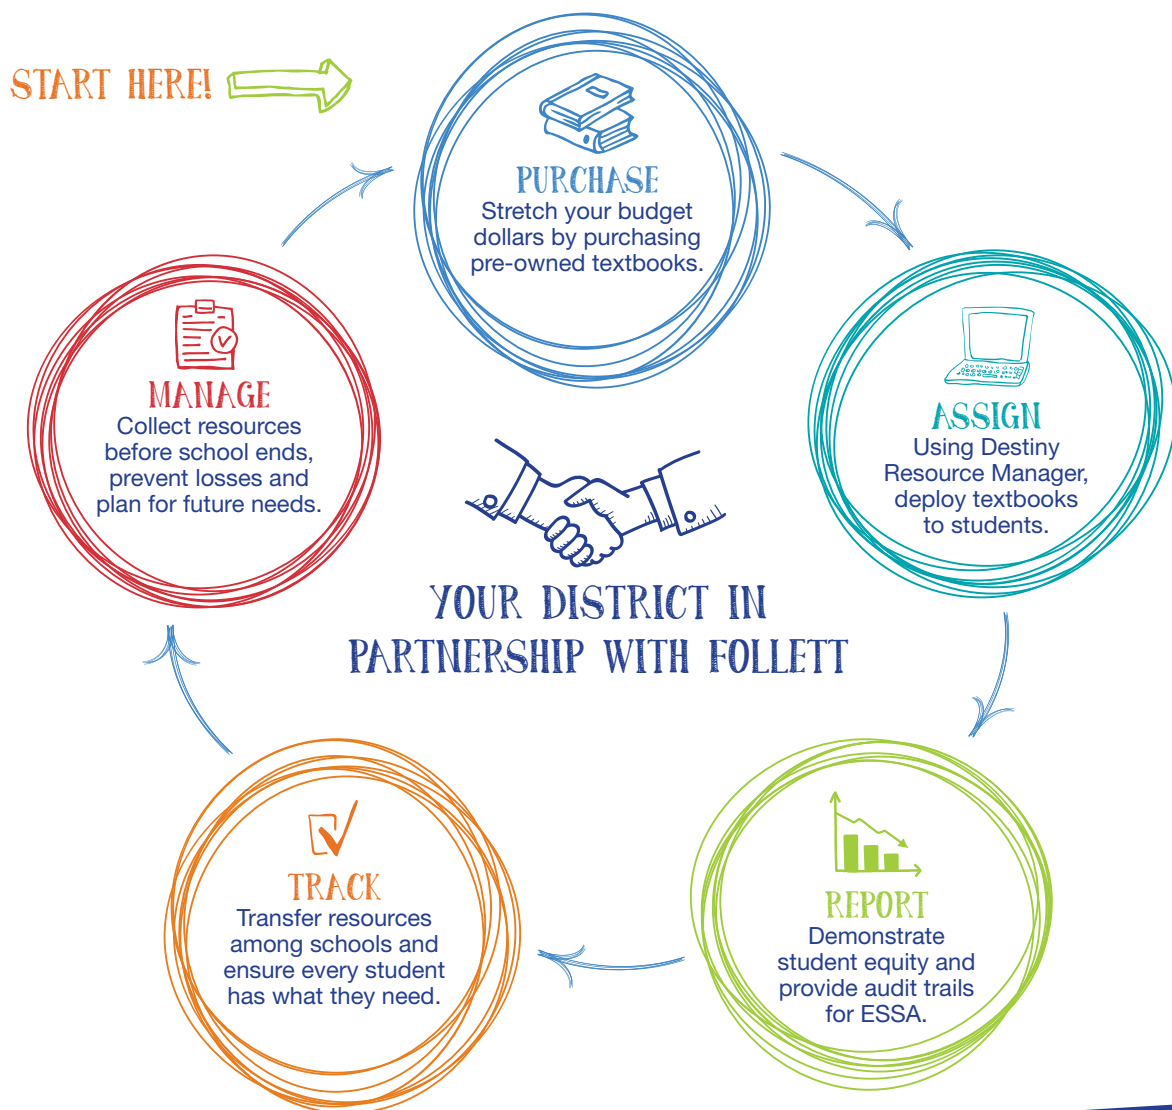 START HERE!
PURCHASE
Stretch your budget
dollars by purchasing
pre-owned textbooks.
ASSIGN
Using Destiny
Resource Manager,
deploy textbooks
to students.
REPORT
Demonstrate
student equity and
provide audit trails
for ESSA.
TRACK
Transfer resources
among schools and
ensure every student
has what they need.
MANAGE
Collect resources
before school ends,
prevent losses and
plan for future needs.
YOUR DISTRICT IN
PARTNERSHIP WITH FOLLETT